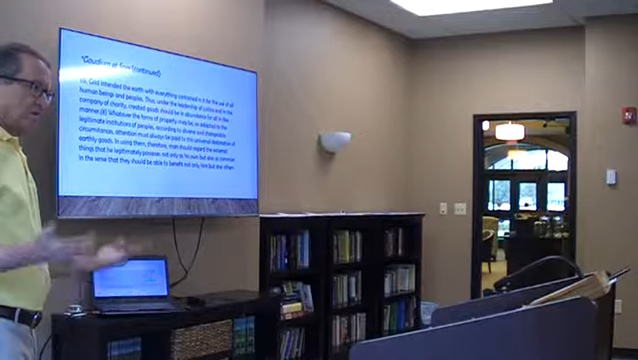 "Gaudium et Spes (continued)
69. God intended the earth with everything contained in it for the use of all
human beings and peoples. Thus, under the leadership of justice and in the
company of charity, created goods should be in abundance for all in like
manner.(8) Whatever the forms of property may be, as adapted to the
legitimate institutions of peoples, according to diverse and changeable
circumstances, attention must always be paid to this universal destination of
earthly goods. In using them, therefore, man should regard the external
things that he legitimately possesses not only as his own but also as common
in the sense that they should be able to benefit not only him but also others.